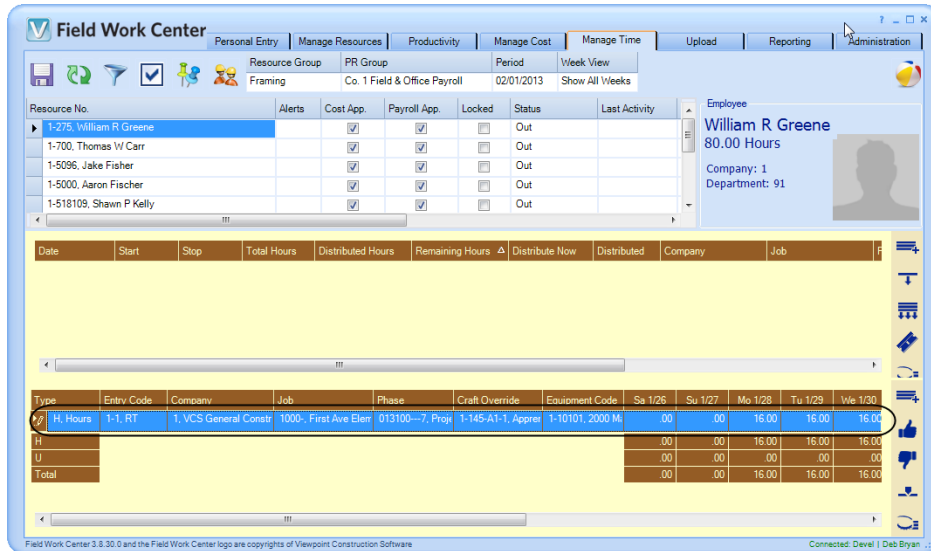 Field Work Center
Personal Entry Manage Resources Productivity Manage Cost Manage Time Upload Reporting Administration
Resource Group PR Group Period Week View
Framing Co. 1 Field & Office Payroll 02/01/2013 Show All Weeks
Resource No. Alerts Cost App. Payroll App. Locked Status Last Activity
1-275, William R Greene Out
1-700, Thomas W Carr Out
1-5096, Jake Fisher Out
1-5000, Aaron Fischer Out
1-518109, Shawn P Kelly Out
Employee
William R Greene
80.00 Hours
Company: 1
Department: 91
Date Start Stop Total Hours Distributed Hours Remaining Hours Distribute Now Distributed Company Job
Type Entry Code Company Job Phase Craft Override Equipment Code Sa 1/26 Su 1/27 Mo 1/28 Tu 1/29 We 1/30
H, Hours 1-1, RT 1, VCS General Constr 1000-, First Ave Elem 013100---7, Proje 1-145-A1-1, Appren 1-10101, 2000 M .00 .00 16.00 16.00 16.00
H .00 .00 16.00 16.00 16.00
U .00 .00 .00 .00 .00
Total .00 .00 16.00 16.00 16.00
Field Work Center 3.8.30.0 and the Field Work Center logo are copyrights of Viewpoint Construction Software
Connected: Devel | Deb Bryan